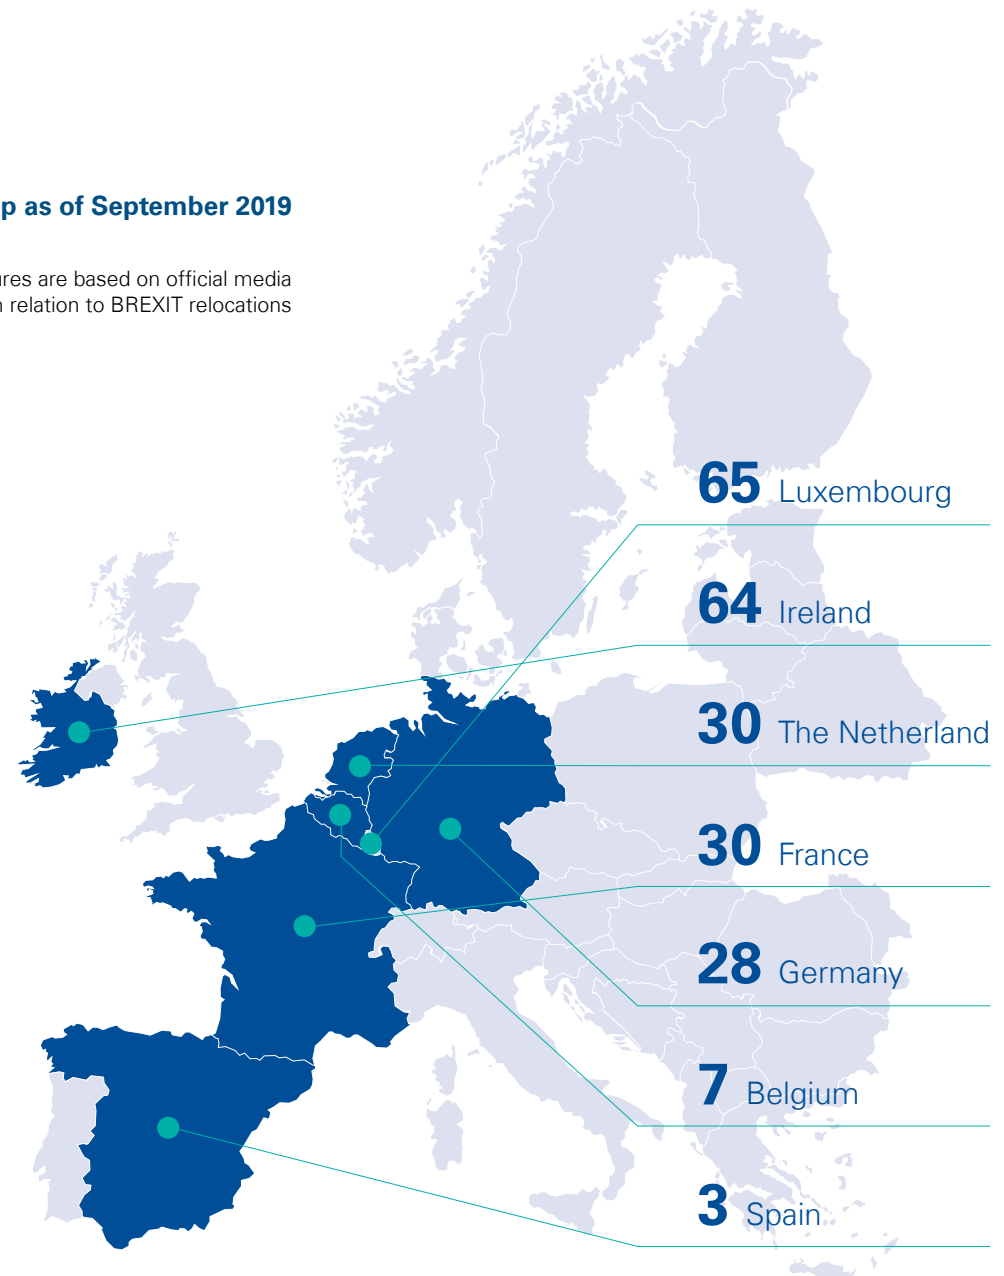 p as of September 2019
ures are based on official media
n relation to BREXIT relocations
65 Luxembourg
64 Ireland
30 The Netherland
30 France
28 Germany
7 Belgium
3 Spain